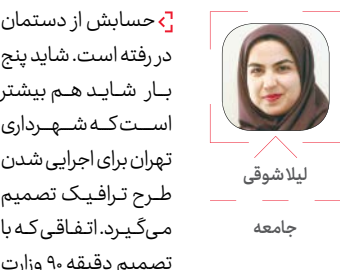 حسابش از دستمان
در رفته است. شاید پنج
بار شاید هم بیشتر
است که شهرداری
تهران برای اجرایی شدن
طرح ترافیک تصمیم
می‌گیرد. اتفاقی که با
تصمیم دقیقه ۹۰ وزارت
لیلا شوقی
جامعه